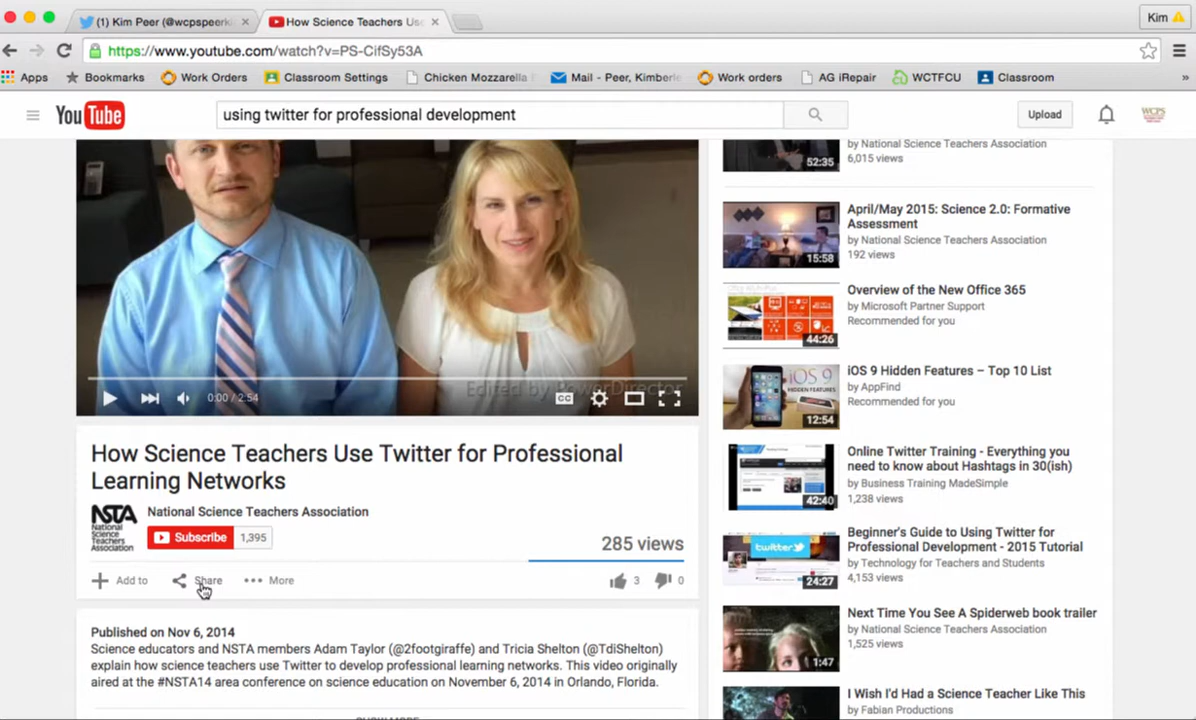 (1) Kim Peer (@wcpspeerki
How Science Teachers Us
Kim
https://www.youtube.com/watch?v=PS-CifSy53A
Apps
Bookmarks
Work Orders
Classroom Settings
Chicken Mozzarella
Mail - Peer, Kimberle
Work orders
AG iRepair
WCTFCU
Classroom
»
YouTube
using twitter for professional development
Upload
WCPS
52:35
by National Science Teachers Association
6,015 views
April/May 2015: Science 2.0: Formative
Assessment
by National Science Teachers Association
192 views
15:58
Overview of the New Office 365
by Microsoft Partner Support
Recommended for you
44:26
iOS 9 Hidden Features – Top 10 List
by AppFind
Recommended for you
iOS 9
HIDDEN FEATURES
12:54
Edited by PowerDirector
0:00 / 2:54
CC
How Science Teachers Use Twitter for Professional
Learning Networks
NSTA
National
Science
Teachers
Association
National Science Teachers Association
Subscribe
1,395
285 views
Add to
Share
More
3
0
Published on Nov 6, 2014
Science educators and NSTA members Adam Taylor (@2footgiraffe) and Tricia Shelton (@TdiShelton)
explain how science teachers use Twitter to develop professional learning networks. This video originally
aired at the #NSTA14 area conference on science education on November 6, 2014 in Orlando, Florida.
SHOW MORE
Online Twitter Training - Everything you
need to know about Hashtags in 30(ish)
by Business Training MadeSimple
1,238 views
42:40
Beginner's Guide to Using Twitter for
Professional Development - 2015 Tutorial
by Technology for Teachers and Students
4,153 views
twitter
24:27
Next Time You See A Spiderweb book trailer
by National Science Teachers Association
1,525 views
1:47
I Wish I'd Had a Science Teacher Like This
by Fabian Productions